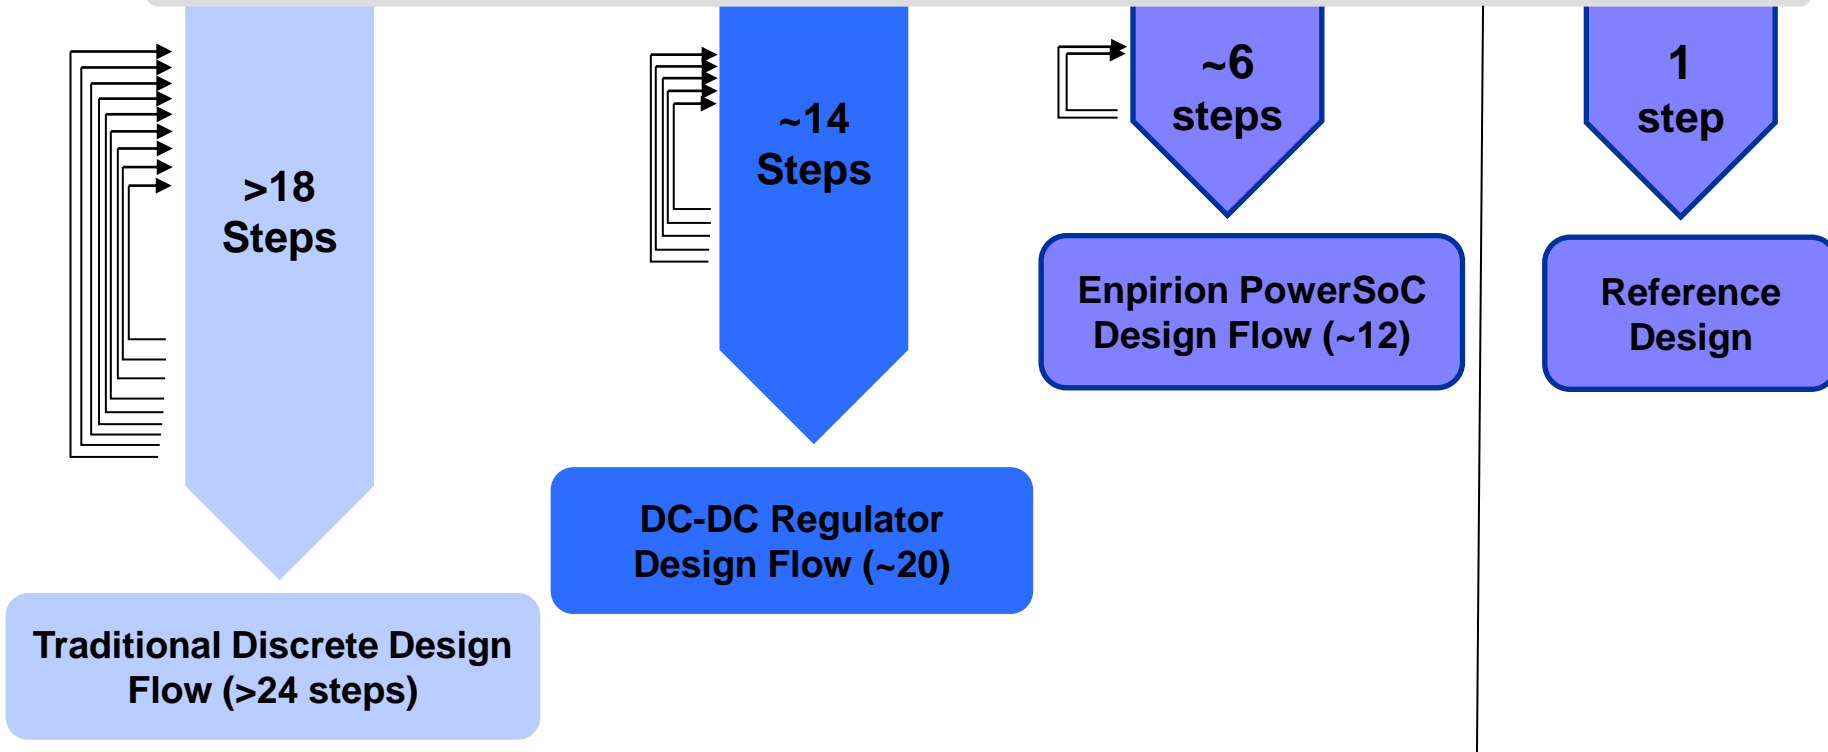 >18
Steps
~14
Steps
~6
steps
1
step
Traditional Discrete Design
Flow (>24 steps)
DC-DC Regulator
Design Flow (~20)
Enpirion PowerSoC
Design Flow (~12)
Reference
Design